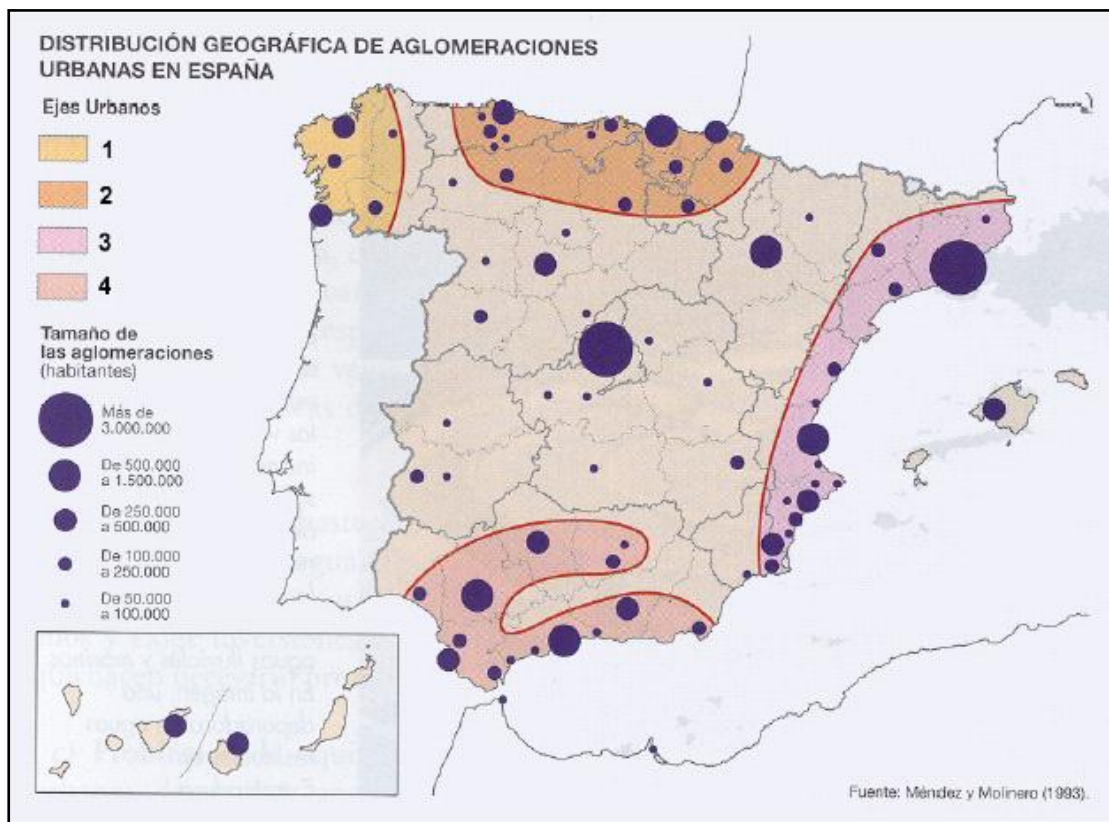 DISTRIBUCIÓN GEOGRÁFICA DE AGLOMERACIONES
URBANAS EN ESPAÑA
Ejes Urbanos
1
2
3
4
Tamaño de
las aglomeraciones
(habitantes)
Más de
3.000.000
De 500.000
a 1.500.000
De 250.000
a 500.000
De 100.000
a 250.000
De 50.000
a 100.000
Fuente: Méndez y Molinero (1993).